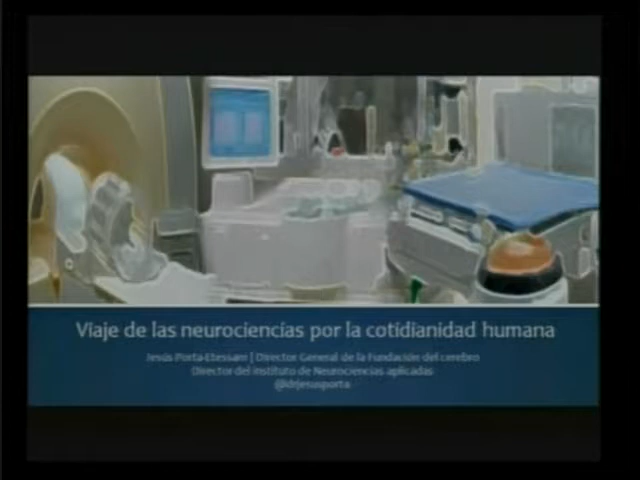 Viaje de las neurociencias por la cotidianidad humana
Jesús Porta-Etessam | Director General de la Fundación del cerebro
Director del Instituto de Neurociencias aplicadas
@drjesusporta